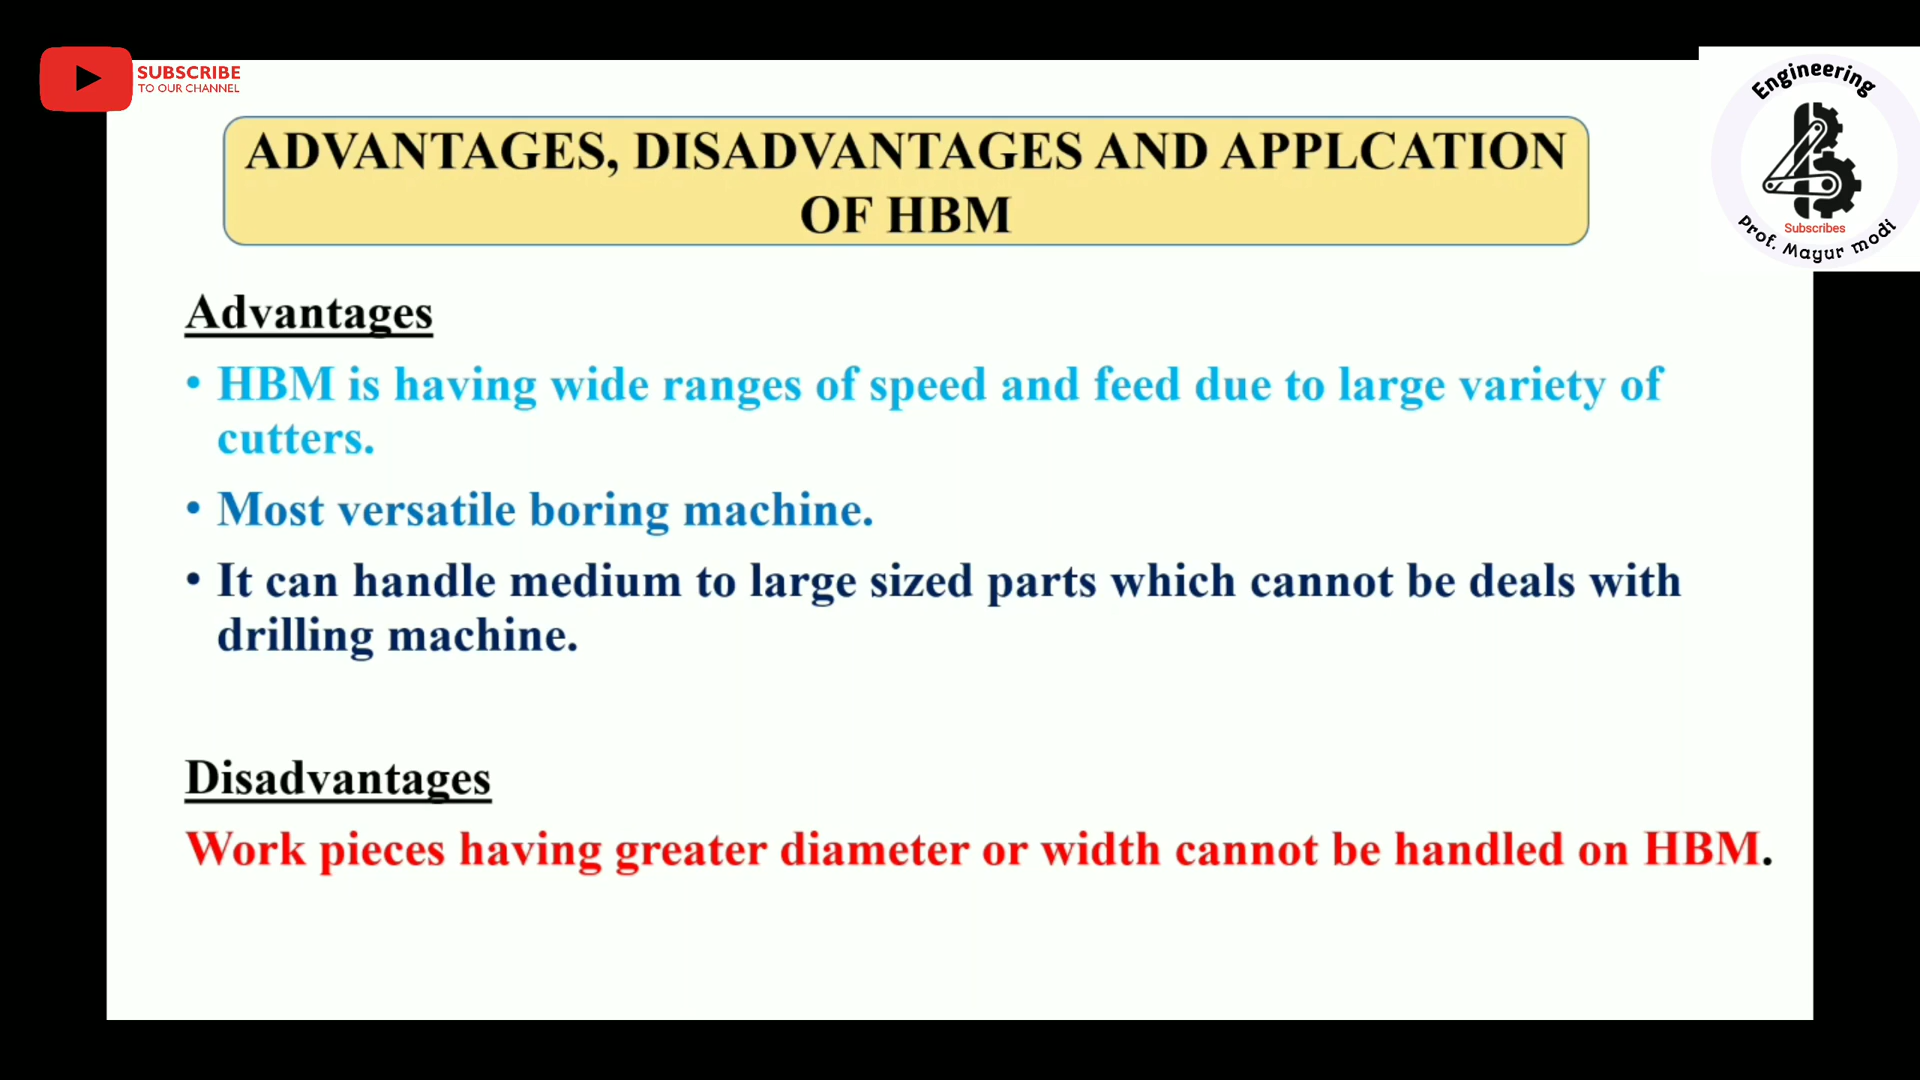 SUBSCRIBE
TO OUR CHANNEL
Engineering
Subscribes
Prof. Mayur modi
ADVANTAGES, DISADVANTAGES AND APPLCATION
OF HBM
Advantages
• HBM is having wide ranges of speed and feed due to large variety of
cutters.
• Most versatile boring machine.
• It can handle medium to large sized parts which cannot be deals with
drilling machine.
Disadvantages
Work pieces having greater diameter or width cannot be handled on HBM.